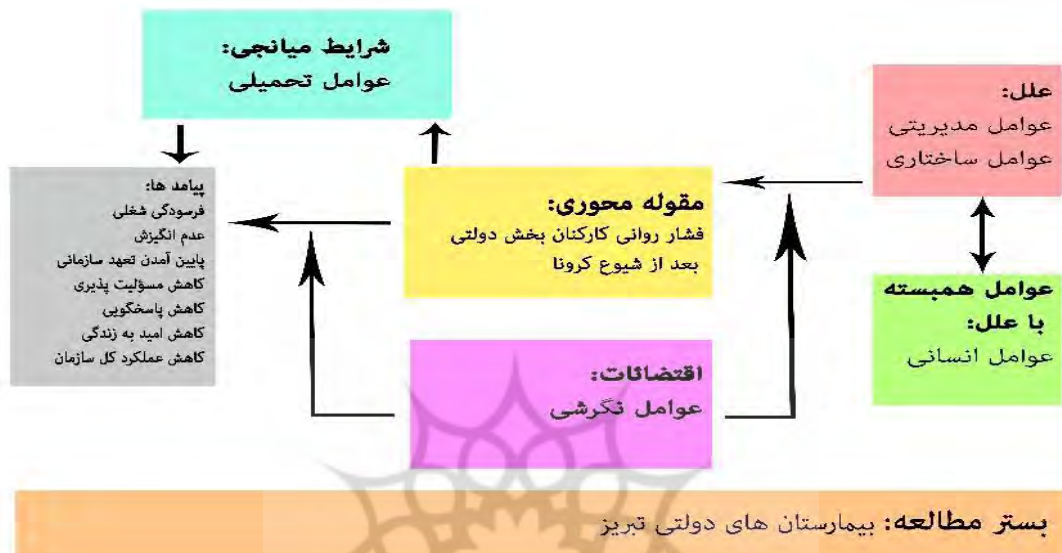 شرایط میانجی:
عوامل تحمیلی
علل:
عوامل مدیریتی
عوامل ساختاری
مقوله محوری:
فشار روانی کارکنان بخش دولتی
بعد از شیوع کرونا
پیامد ها:
فرسودگی شغلی
عدم انگیزش
پایین آمدن تعهد سازمانی
کاهش مسؤلیت پذیری
کاهش پاسخگویی
کاهش امید به زندگی
کاهش عملکرد کل سازمان
عوامل همبسته
با علل:
عوامل انسانی
اقتضائات:
عوامل نگرشی
بستر مطالعه: بیمارستان های دولتی تبریز